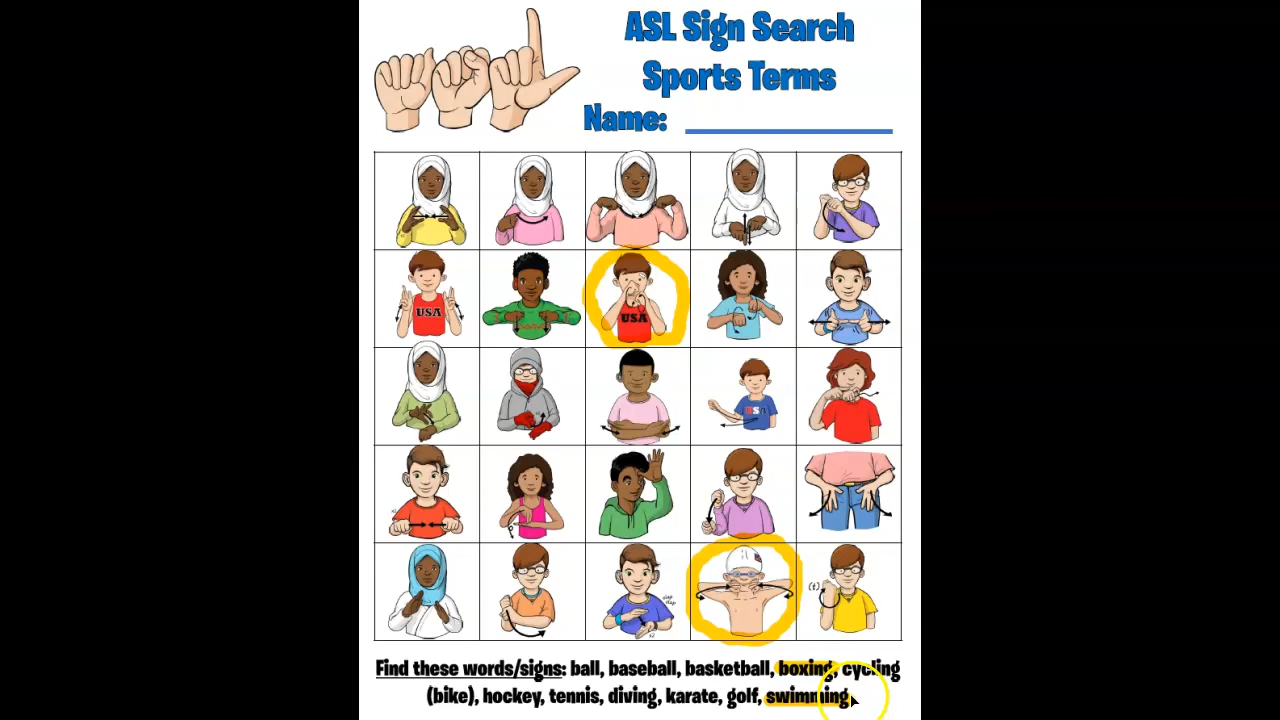 ASL Sign Search
Sports Terms
Name:
USA
USA
USA
(t)
Find these words/signs: ball, baseball, basketball, boxing, cycling
(bike), hockey, tennis, diving, karate, golf, swimming